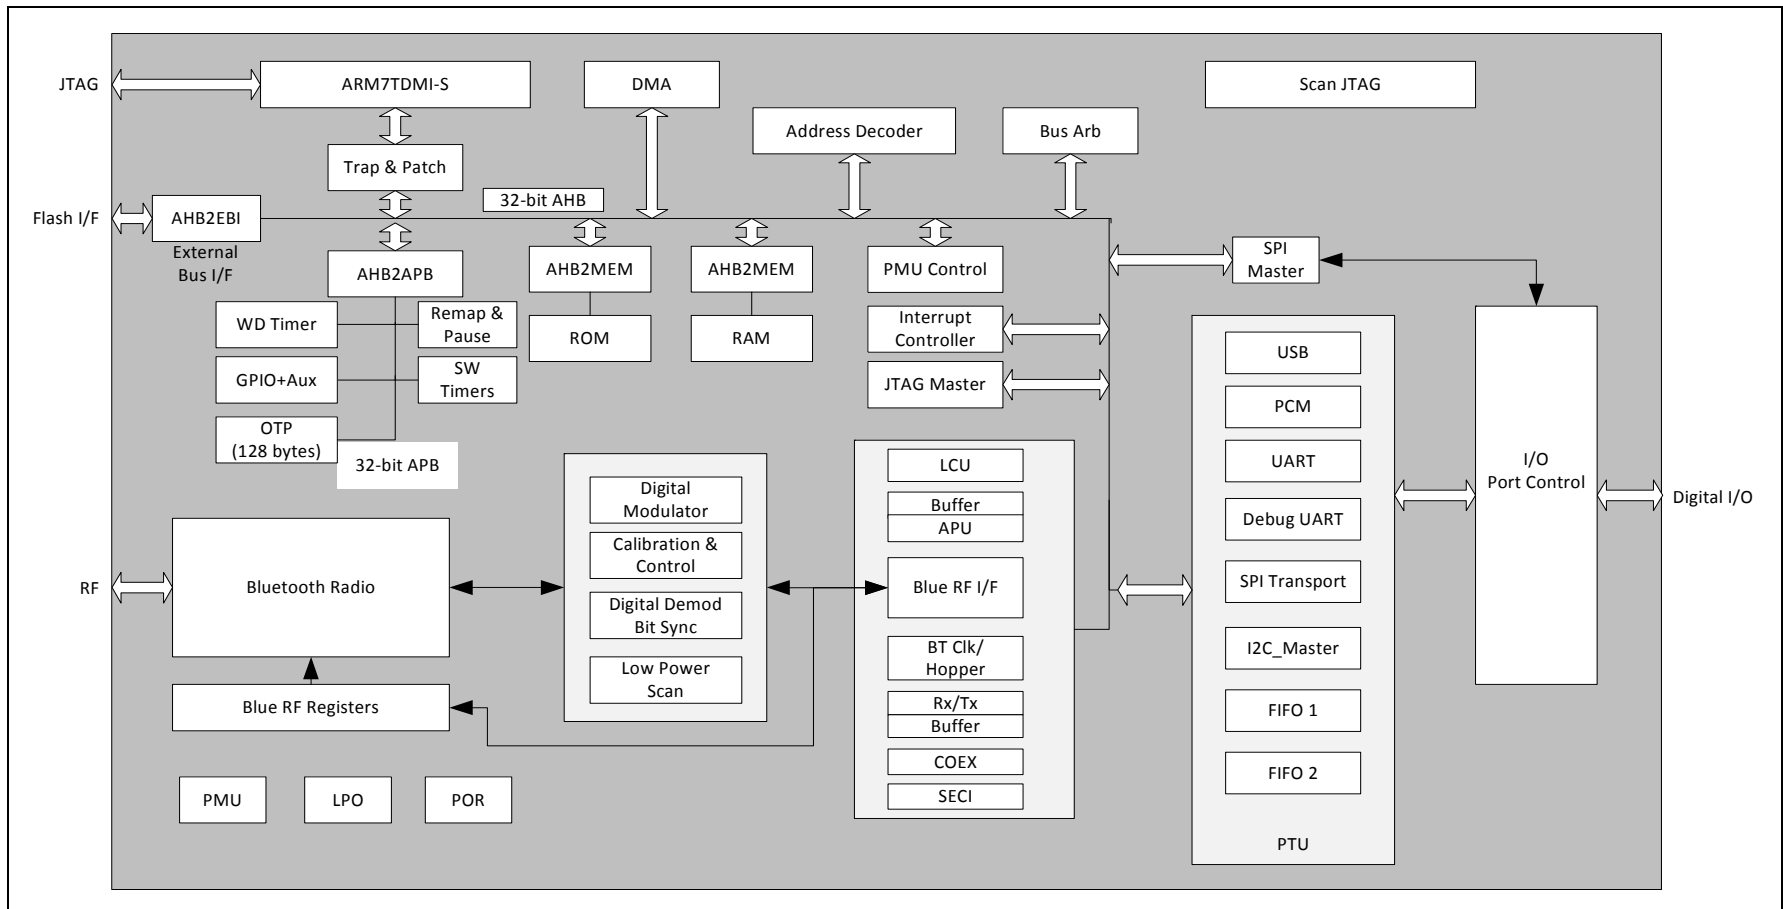 JTAG
ARM7TDMI-S
DMA
Scan JTAG
Address Decoder
Bus Arb
Trap & Patch
32-bit AHB
Flash I/F
AHB2EBI
External
Bus I/F
AHB2APB
AHB2MEM
AHB2MEM
PMU Control
SPI
Master
WD Timer
Remap &
Pause
ROM
RAM
Interrupt
Controller
GPIO+Aux
SW
Timers
JTAG Master
OTP
(128 bytes)
32-bit APB
USB
PCM
UART
Debug UART
SPI Transport
I2C_Master
FIFO 1
FIFO 2
PTU
I/O
Port Control
Digital I/O
LCU
Buffer
APU
Blue RF I/F
BT Clk/
Hopper
Rx/Tx
Buffer
COEX
SECI
Digital
Modulator
Calibration &
Control
Digital Demod
Bit Sync
Low Power
Scan
RF
Bluetooth Radio
Blue RF Registers
PMU
LPO
POR